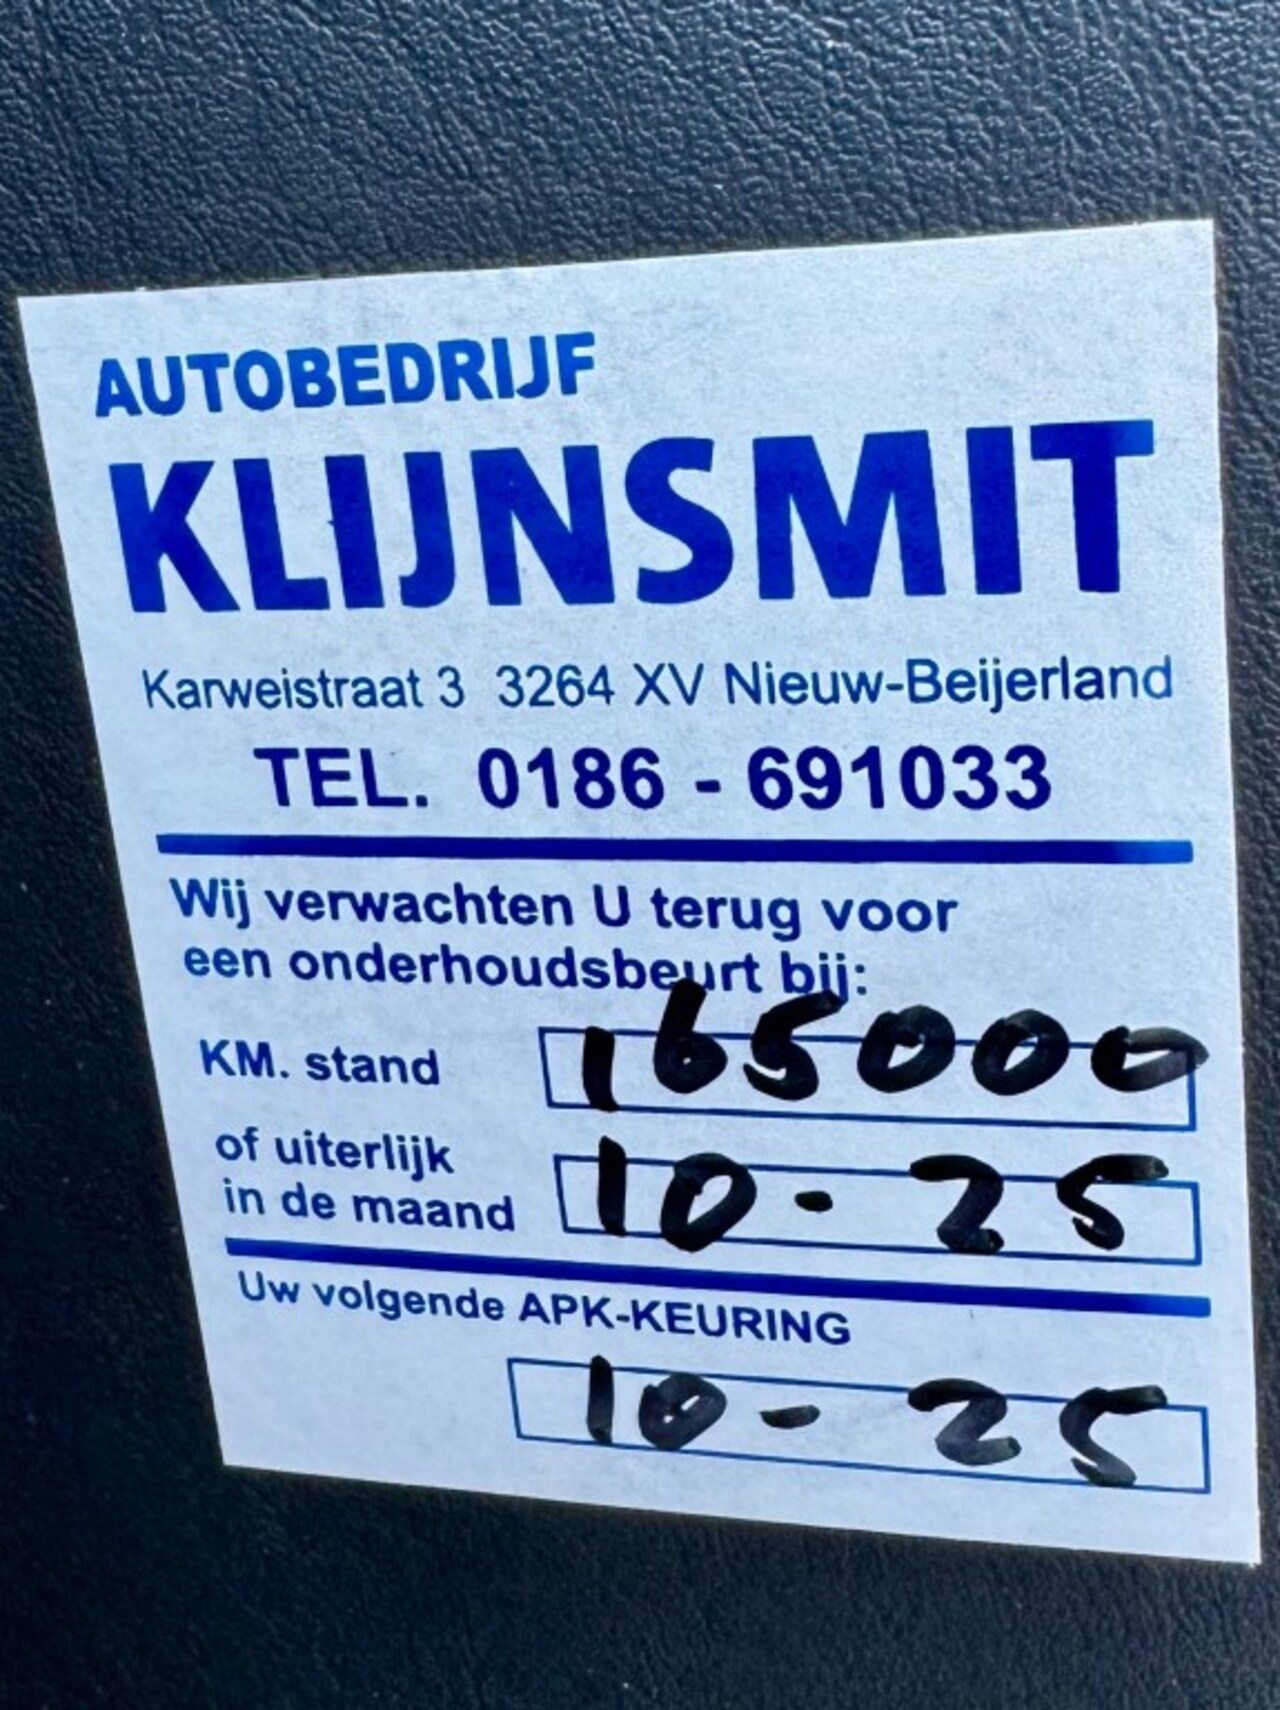 AUTOBEDRIJF
KLIJNSMIT
Karweistraat 3 3264 XV Nieuw-Beijerland
TEL. 0186 - 691033
Wij verwachten U terug voor
een onderhoudsbeurt bij:
KM. stand 165000
of uiterlijk
in de maand 10-25
Uw volgende APK-KEURING
10-25